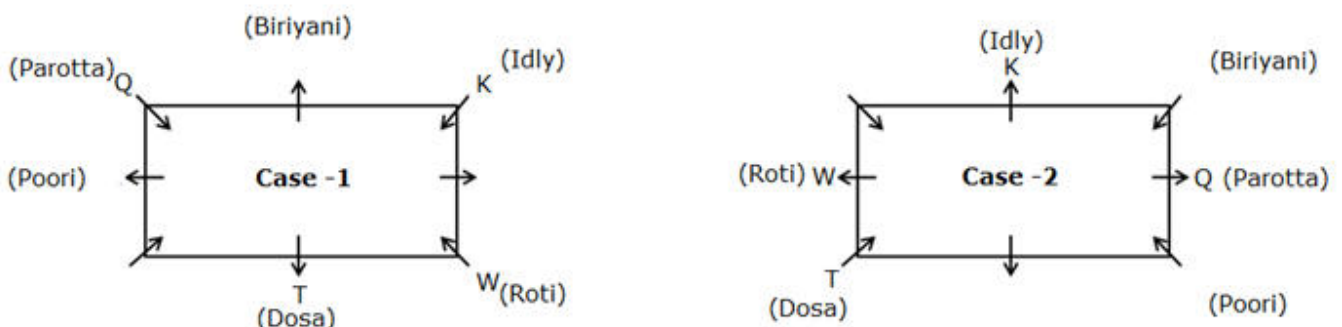 (Biriyani)
(Parotta) Q
K (Idly)
(Poori)
Case -1
T
(Dosa)
W (Roti)
(Idly)
K
(Biriyani)
(Roti) W
Case -2
Q (Parotta)
T
(Dosa)
(Poori)